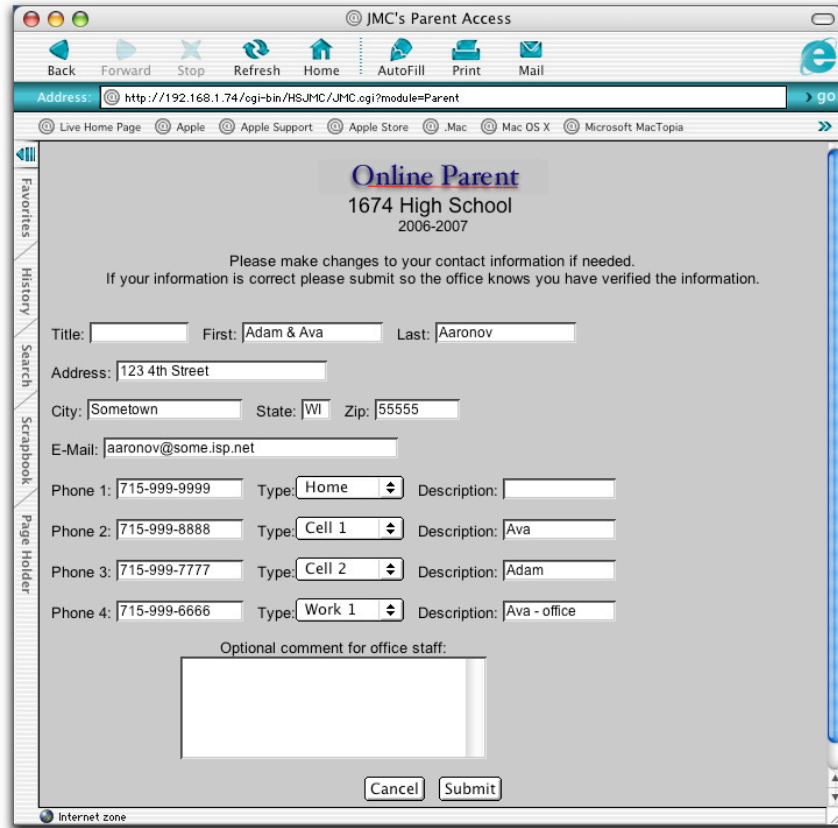 JMC's Parent Access
Back Forward Stop Refresh Home AutoFill Print Mail
Address: http://192.168.1.74/cgi-bin/HSJMC/JMC.cgi?module=Parent go
Live Home Page Apple Apple Support Apple Store .Mac Mac OS X Microsoft MacTopia
Favorites
History
Search
Scrapbook
Page Holder
Online Parent
1674 High School
2006-2007
Please make changes to your contact information if needed.
If your information is correct please submit so the office knows you have verified the information.
Title: First: Adam & Ava Last: Aaronov
Address: 123 4th Street
City: Sometown State: WI Zip: 55555
E-Mail: aaronov@some.isp.net
Phone 1: 715-999-9999 Type: Home Description:
Phone 2: 715-999-8888 Type: Cell 1 Description: Ava
Phone 3: 715-999-7777 Type: Cell 2 Description: Adam
Phone 4: 715-999-6666 Type: Work 1 Description: Ava - office
Optional comment for office staff:
Cancel Submit
Internet zone